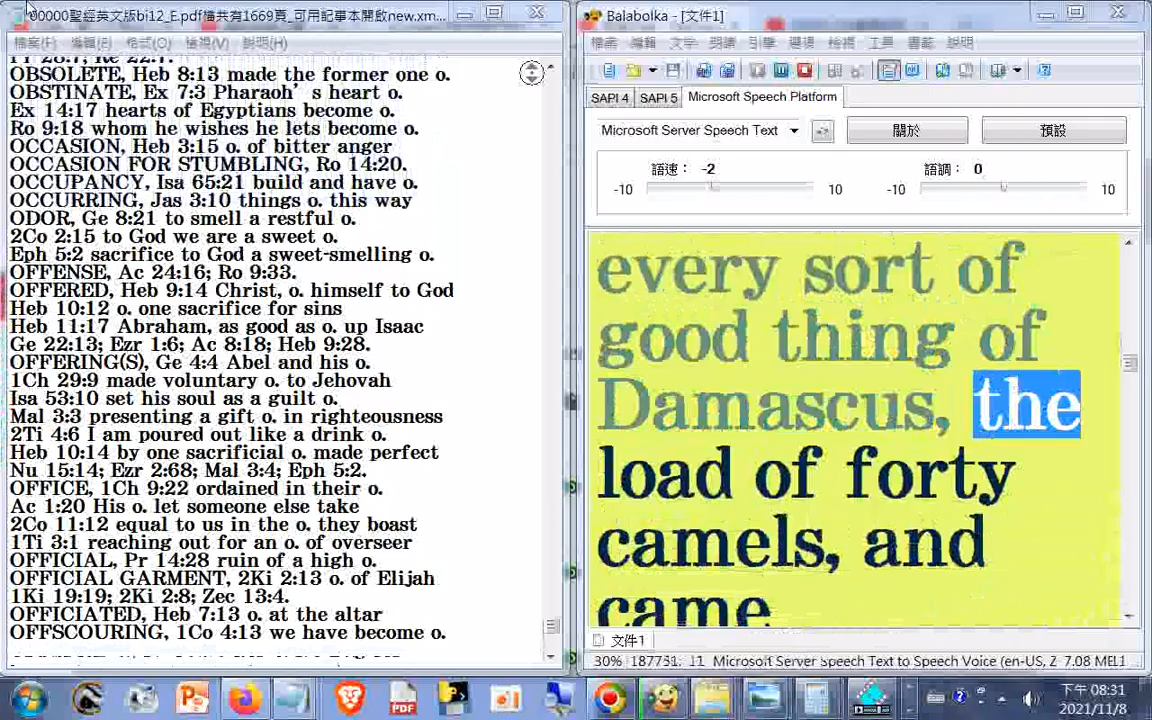 00000聖經英文版bi12_E.pdf檔共有1669頁_可用記事本開啟new.xm...
檔案(F) 編輯(E) 格式(O) 檢視(V) 說明(H)
OBSOLETE, Heb 8:13 made the former one o.
OBSTINATE, Ex 7:3 Pharaoh's heart o.
Ex 14:17 hearts of Egyptians become o.
Ro 9:18 whom he wishes he lets become o.
OCCASION, Heb 3:15 o. of bitter anger
OCCASION FOR STUMBLING, Ro 14:20.
OCCUPANCY, Isa 65:21 build and have o.
OCCURRING, Jas 3:10 things o. this way
ODOR, Ge 8:21 to smell a restful o.
2Co 2:15 to God we are a sweet o.
Eph 5:2 sacrifice to God a sweet-smelling o.
OFFENSE, Ac 24:16; Ro 9:33.
OFFERED, Heb 9:14 Christ, o. himself to God
Heb 10:12 o. one sacrifice for sins
Heb 11:17 Abraham, as good as o. up Isaac
Ge 22:13; Ezr 1:6; Ac 8:18; Heb 9:28.
OFFERING(S), Ge 4:4 Abel and his o.
1Ch 29:9 made voluntary o. to Jehovah
Isa 53:10 set his soul as a guilt o.
Mal 3:3 presenting a gift o. in righteousness
2Ti 4:6 I am poured out like a drink o.
Heb 10:14 by one sacrificial o. made perfect
Nu 15:14; Ezr 2:68; Mal 3:4; Eph 5:2.
OFFICE, 1Ch 9:22 ordained in their o.
Ac 1:20 His o. let someone else take
2Co 11:12 equal to us in the o. they boast
1Ti 3:1 reaching out for an o. of overseer
OFFICIAL, Pr 14:28 ruin of a high o.
OFFICIAL GARMENT, 2Ki 2:13 o. of Elijah
1Ki 19:19; 2Ki 2:8; Zec 13:4.
OFFICIATED, Heb 7:13 o. at the altar
OFFSCOURING, 1Co 4:13 we have become o.
Balabolka - [文件1]
檔案 編輯 文字 朗讀 引擎 選項 檢視 工具 書籤 說明
SAPI 4 SAPI 5 Microsoft Speech Platform
Microsoft Server Speech Text 關於 預設
語速: -2 語調: 0
-10 10 -10 10
every sort of
good thing of
Damascus, the
load of forty
camels, and
came
文件1
30% 187731: 11 Microsoft Server Speech Text to Speech Voice (en-US, Z 7.08 ME
PDF
下午 08:31
2021/11/8